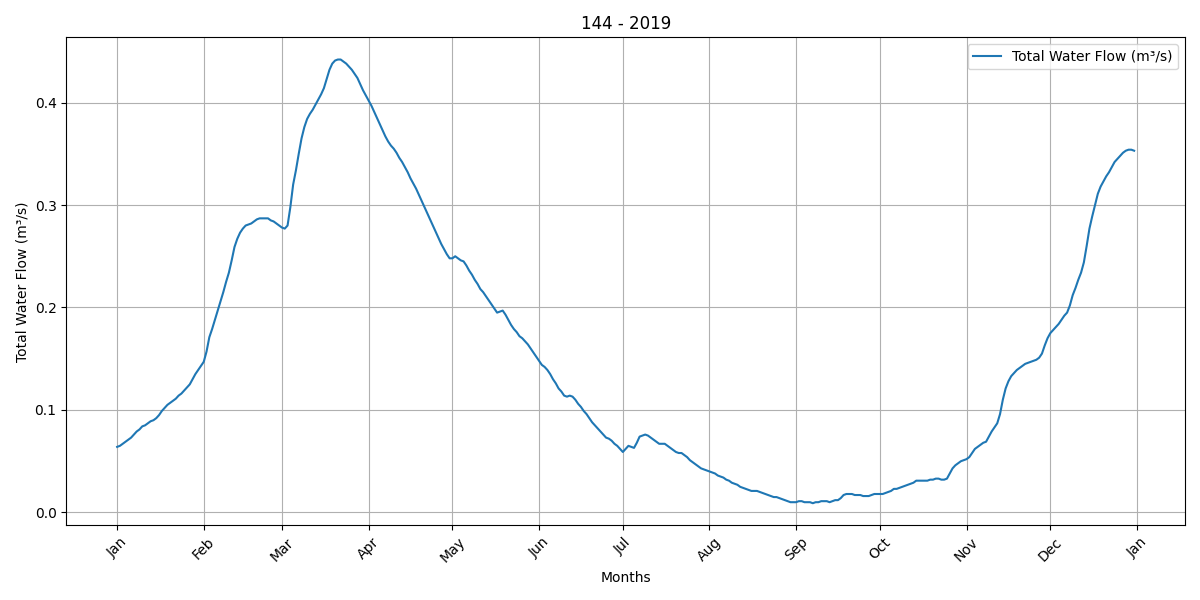 144 - 2019
Total Water Flow (m³/s)
Total Water Flow (m³/s)
0.4
0.3
0.2
0.1
0.0
Jan Feb Mar Apr May Jun Jul Aug Sep Oct Nov Dec Jan
Months